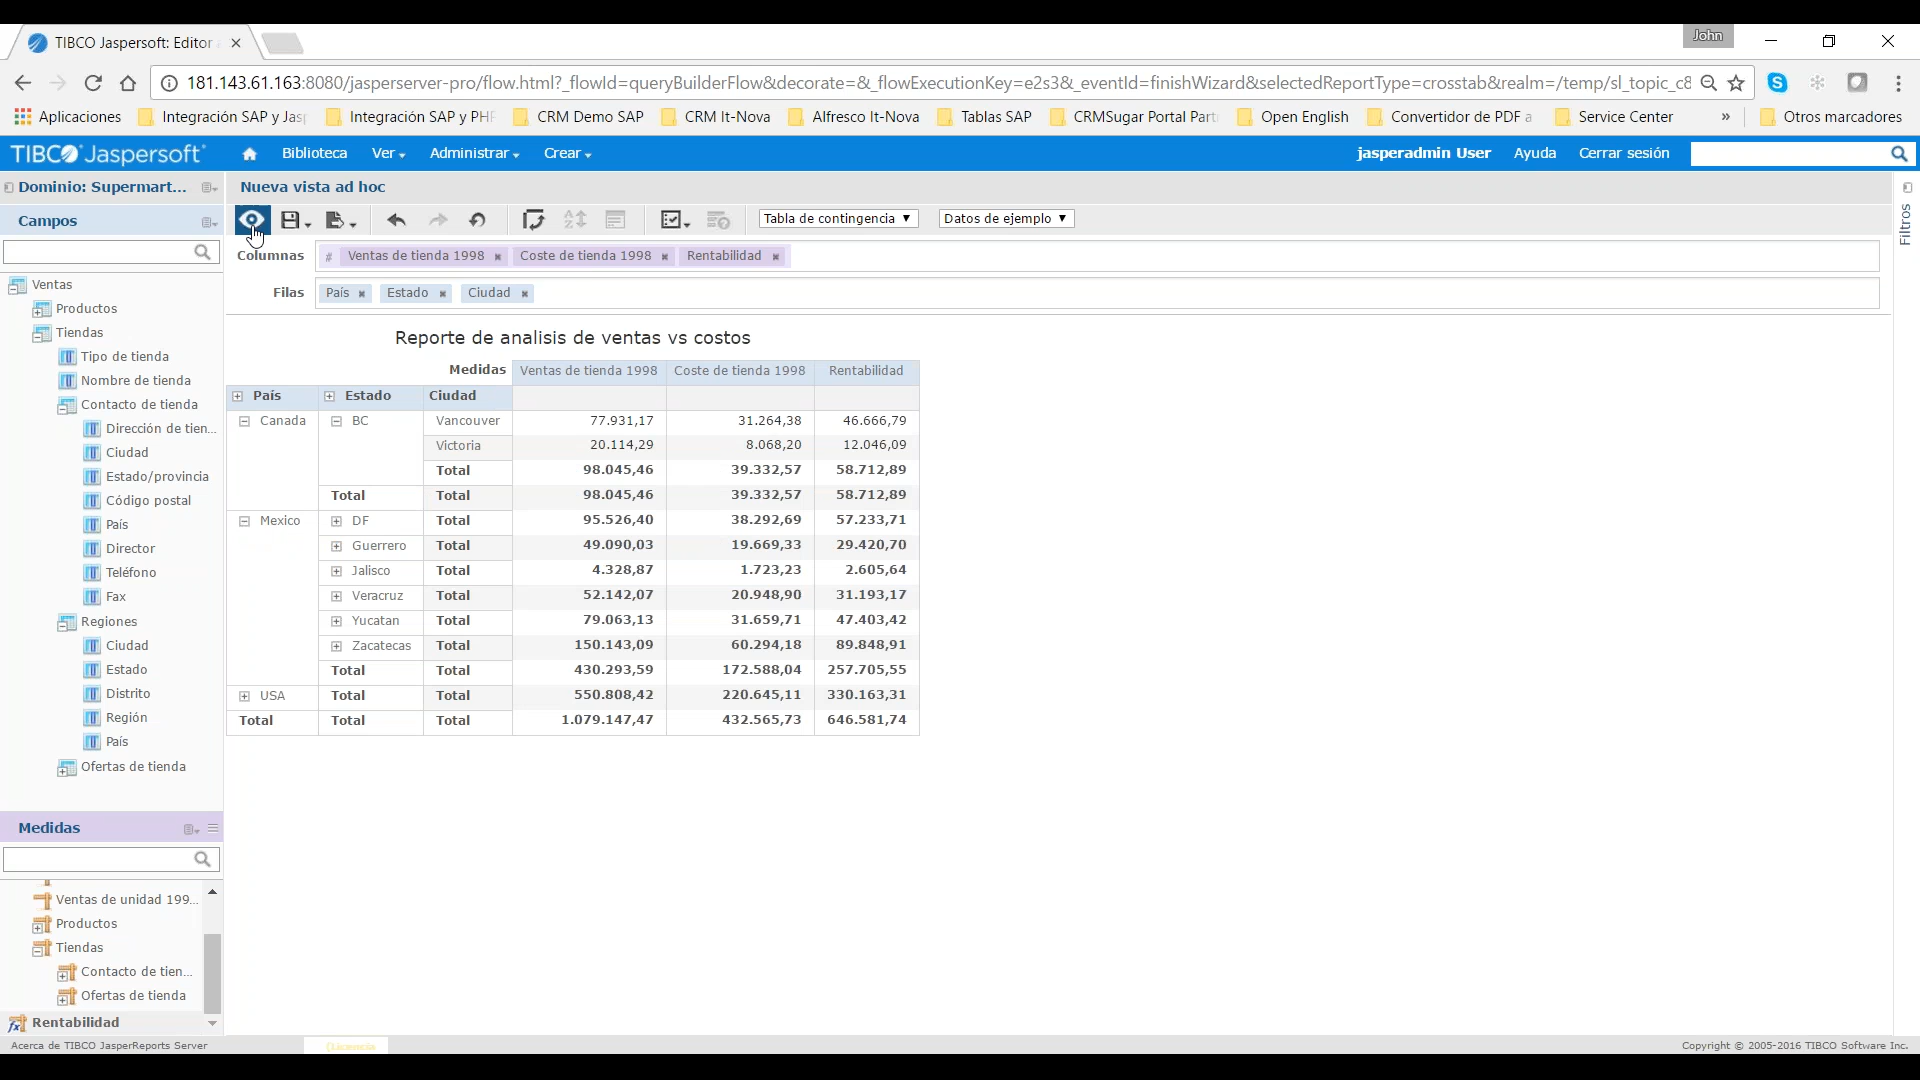 TIBCO Jaspersoft: Editor
John
181.143.61.163:8080/jasperserver-pro/flow.html?_flowId=queryBuilderFlow&decorate=&_flowExecutionKey=e2s3&_eventId=finishWizard&selectedReportType=crosstab&realm=/temp/sl_topic_c8
Aplicaciones Integración SAP y Jas Integración SAP y PHP CRM Demo SAP CRM It-Nova Alfresco It-Nova Tablas SAP CRMSugar Portal Part Open English Convertidor de PDF a Service Center » Otros marcadores
TIBCO Jaspersoft Biblioteca Ver Administrar Crear jasperadmin User Ayuda Cerrar sesión
Dominio: Supermart... Nueva vista ad hoc
Campos Tabla de contingencia Datos de ejemplo
Filtros
Columnas # Ventas de tienda 1998 Coste de tienda 1998 Rentabilidad
Filas País Estado Ciudad
Ventas
Productos
Tiendas
Tipo de tienda
Nombre de tienda
Contacto de tienda
Dirección de tien...
Ciudad
Estado/provincia
Código postal
País
Director
Teléfono
Fax
Regiones
Ciudad
Estado
Distrito
Región
País
Ofertas de tienda
Reporte de analisis de ventas vs costos
Medidas Ventas de tienda 1998 Coste de tienda 1998 Rentabilidad
País Estado Ciudad
Canada BC Vancouver 77.931,17 31.264,38 46.666,79
Victoria 20.114,29 8.068,20 12.046,09
Total 98.045,46 39.332,57 58.712,89
Total Total 98.045,46 39.332,57 58.712,89
Mexico DF Total 95.526,40 38.292,69 57.233,71
Guerrero Total 49.090,03 19.669,33 29.420,70
Jalisco Total 4.328,87 1.723,23 2.605,64
Veracruz Total 52.142,07 20.948,90 31.193,17
Yucatan Total 79.063,13 31.659,71 47.403,42
Zacatecas Total 150.143,09 60.294,18 89.848,91
Total Total 430.293,59 172.588,04 257.705,55
USA Total Total 550.808,42 220.645,11 330.163,31
Total Total Total 1.079.147,47 432.565,73 646.581,74
Medidas
Ventas de unidad 199...
Productos
Tiendas
Contacto de tien...
Ofertas de tienda
fx Rentabilidad
Acerca de TIBCO JasperReports Server (Licencia Copyright © 2005-2016 TIBCO Software Inc.